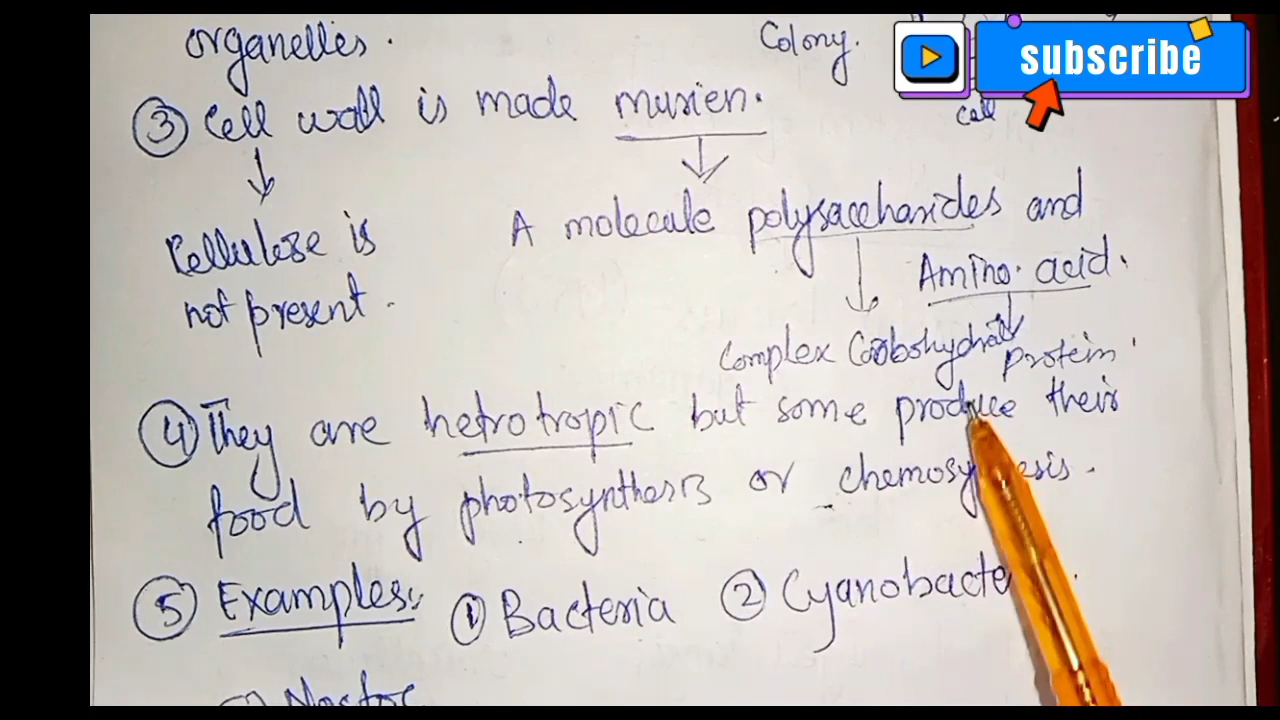 organelles.
Colony.
subscribe
cell
③ Cell wall is made murien.
Cellulose is
not present.
A molecule polysaccharides and
Amino acid.
Complex Carbohydrate
protein
④ They are hetrotropic but some produce their
food by photosynthesis or
⑤ Examples:
① Bacteria
② Cyanobacte
Nostoc